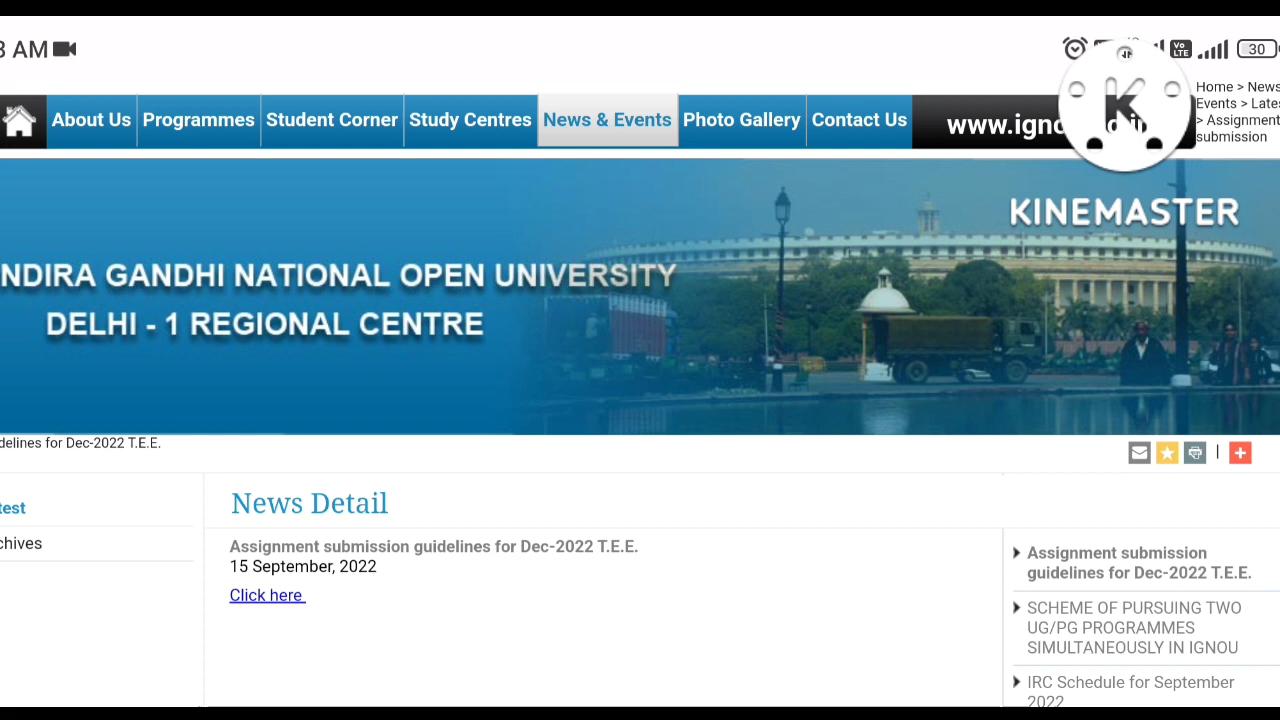 8 AM
30
Home > News
Events > Lates
> Assignment
submission
About Us
Programmes
Student Corner
Study Centres
News & Events
Photo Gallery
Contact Us
www.igno
K
KINEMASTER
NDIRA GANDHI NATIONAL OPEN UNIVERSITY
DELHI - 1 REGIONAL CENTRE
delines for Dec-2022 T.E.E.
test
chives
News Detail
Assignment submission guidelines for Dec-2022 T.E.E.
15 September, 2022
Click here
Assignment submission
guidelines for Dec-2022 T.E.E.
SCHEME OF PURSUING TWO
UG/PG PROGRAMMES
SIMULTANEOUSLY IN IGNOU
IRC Schedule for September
2022